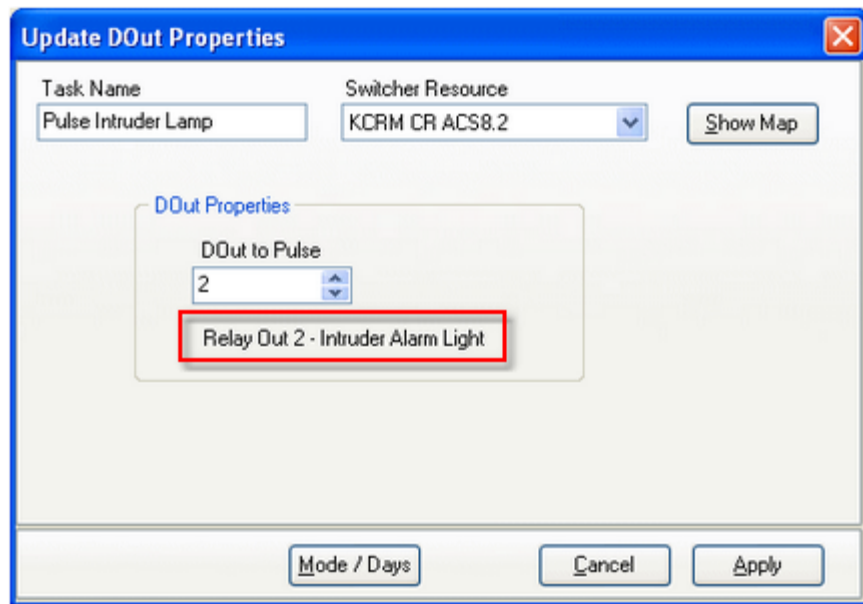 Update DOut Properties
Task Name
Switcher Resource
Pulse Intruder Lamp
KCRM CR ACS8.2
Show Map
DOut Properties
DOut to Pulse
2
Relay Out 2 - Intruder Alarm Light
Mode / Days
Cancel
Apply